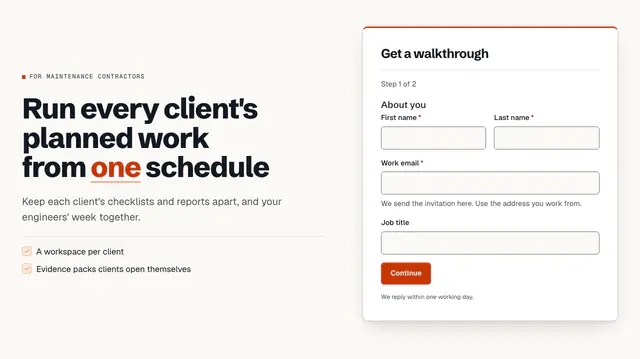 FOR MAINTENANCE CONTRACTORS
Run every client's
planned work
from one schedule
Keep each client's checklists and reports apart, and your
engineers' week together.
A workspace per client
Evidence packs clients open themselves
Get a walkthrough
Step 1 of 2
About you
First name *
Last name *
Work email *
We send the invitation here. Use the address you work from.
Job title
Continue
We reply within one working day.